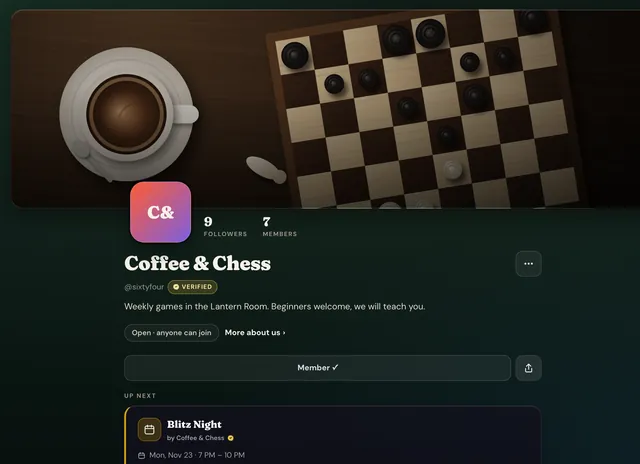 C&
9
FOLLOWERS
7
MEMBERS
Coffee & Chess
...
@sixtyfour VERIFIED
Weekly games in the Lantern Room. Beginners welcome, we will teach you.
Open · anyone can join
More about us ›
Member ✓
UP NEXT
Blitz Night
by Coffee & Chess
Mon, Nov 23 · 7 PM – 10 PM